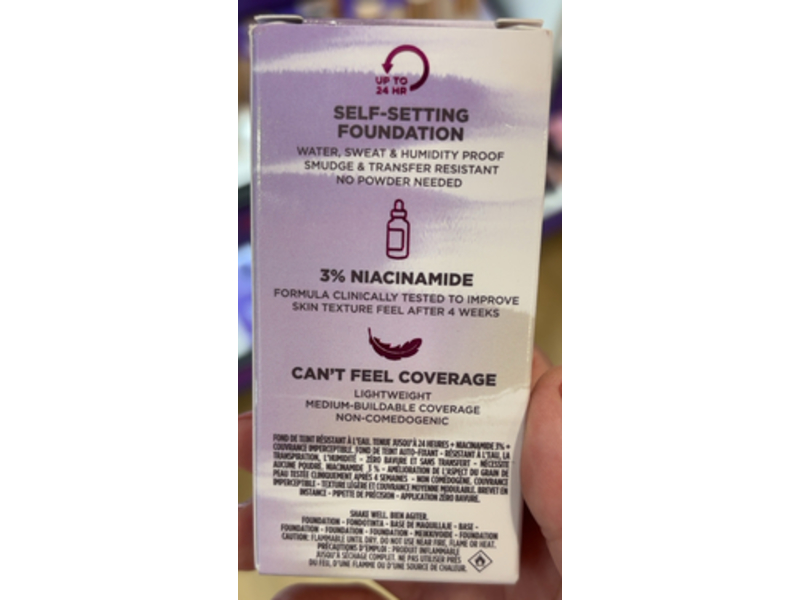 UP TO
24 HR
SELF-SETTING
FOUNDATION
WATER, SWEAT & HUMIDITY PROOF
SMUDGE & TRANSFER RESISTANT
NO POWDER NEEDED
3% NIACINAMIDE
FORMULA CLINICALLY TESTED TO IMPROVE
SKIN TEXTURE FEEL AFTER 4 WEEKS
CAN'T FEEL COVERAGE
LIGHTWEIGHT
MEDIUM-BUILDABLE COVERAGE
NON-COMEDOGENIC
FOND DE TEINT RÉSISTANT À L'EAU. TENUE JUSQU'À 24 HEURES + NIACINAMIDE 3% +
COUVRANCE IMPERCEPTIBLE. FOND DE TEINT AUTO-FIXANT - RÉSISTANT À L'EAU, LA
TRANSPIRATION, L'HUMIDITÉ - ZÉRO BAVURE ET SANS TRANSFERT - NÉCESSITE
AUCUNE POUDRE. NIACINAMIDE 3 % - AMÉLIORATION DE L'ASPECT DU GRAIN DE
PEAU TESTÉE CLINIQUEMENT APRÈS 4 SEMAINES - NON COMÉDOGÈNE. COUVRANCE
IMPERCEPTIBLE - TEXTURE LÉGÈRE ET COUVRANCE MOYENNE MODULABLE. BREVET EN
INSTANCE - PIPETTE DE PRÉCISION - APPLICATION ZÉRO BAVURE.
SHAKE WELL. BIEN AGITER.
FOUNDATION - FONDOTINTA - BASE DE MAQUILLAJE - BASE -
FOUNDATION - FOUNDATION - FOUNDATION - MEIKKIVOIDE - FOUNDATION
CAUTION: FLAMMABLE UNTIL DRY. DO NOT USE NEAR FIRE, FLAME OR HEAT.
PRÉCAUTIONS D'EMPLOI : PRODUIT INFLAMMABLE
JUSQU'À SÉCHAGE COMPLET. NE PAS UTILISER PRÈS
DU FEU, D'UNE FLAMME OU D'UNE SOURCE DE CHALEUR.